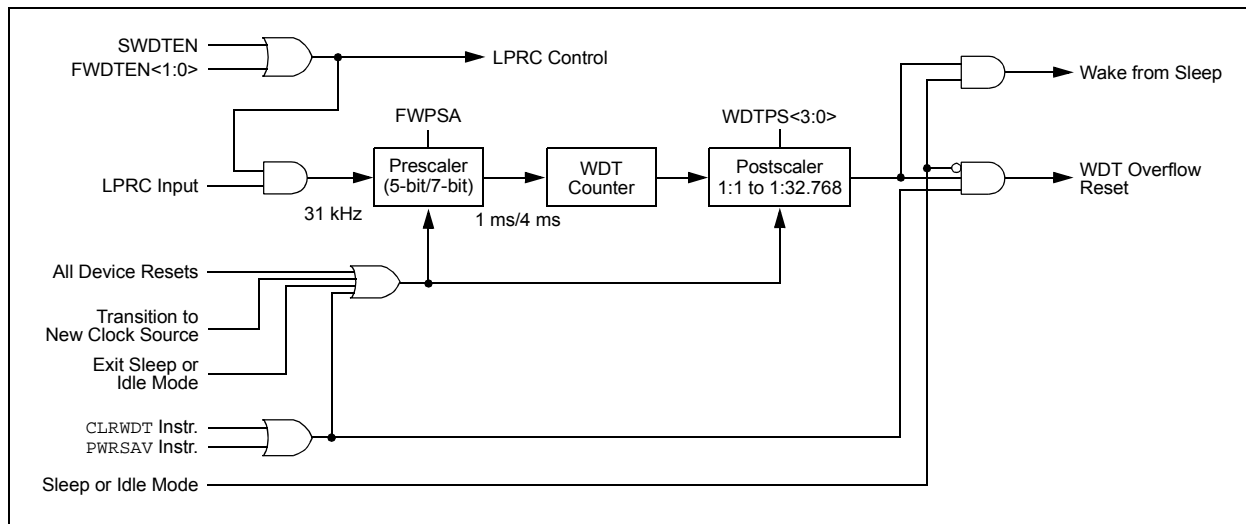 SWDTEN
FWDTEN<1:0>
LPRC Control
Wake from Sleep
FWPSA
WDTPS<3:0>
LPRC Input
Prescaler
(5-bit/7-bit)
WDT
Counter
Postscaler
1:1 to 1:32.768
WDT Overflow
Reset
31 kHz
1 ms/4 ms
All Device Resets
Transition to
New Clock Source
Exit Sleep or
Idle Mode
CLRWDT Instr.
PWRSAV Instr.
Sleep or Idle Mode